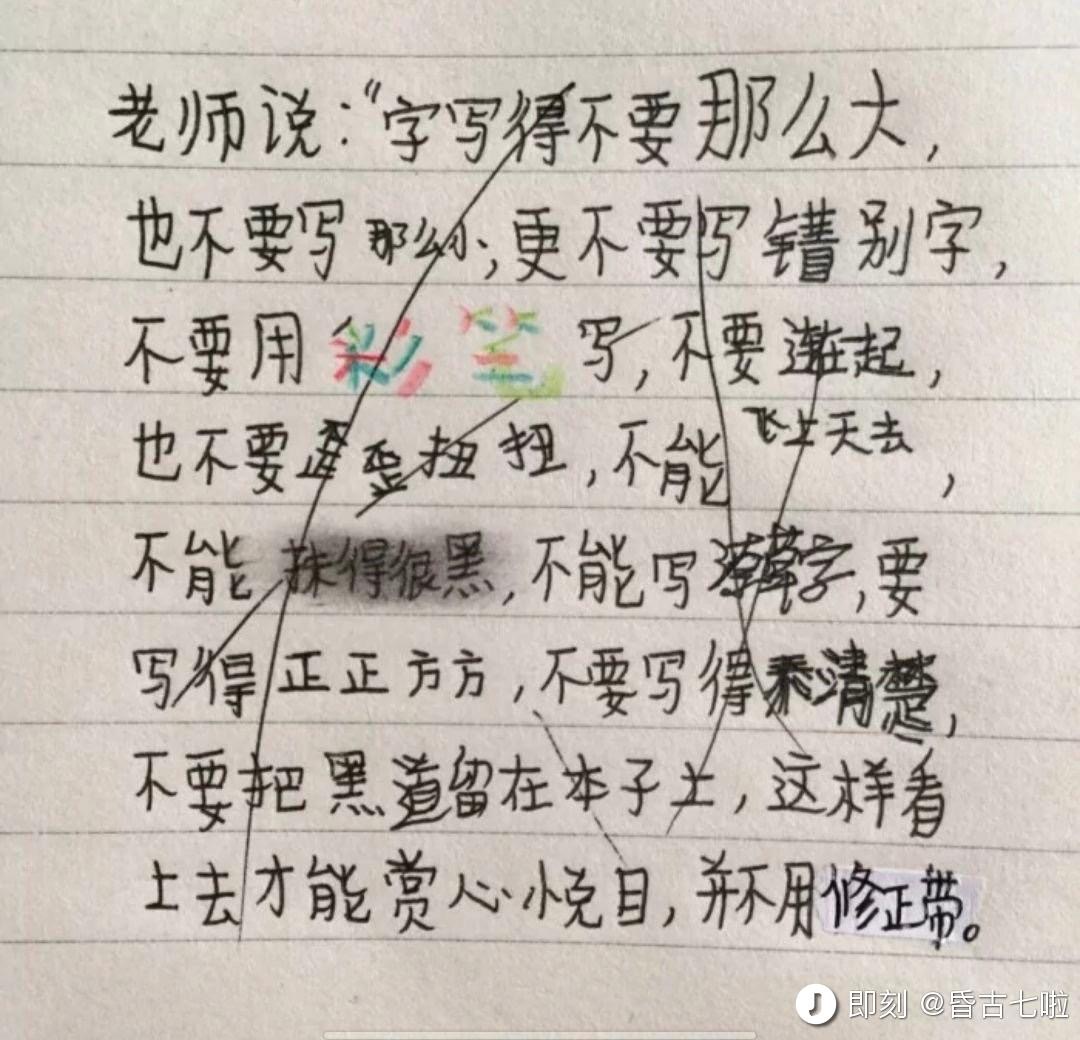 老师说：“字写得不要那么大，
也不要写那么小，更不要写错别字，
不要用彩笔写，不要连在起，
也不要歪歪扭扭，不能飞上天去，
不能抹得很黑，不能写潦草字，要
写得正正方方，不要写得不清楚，
不要把黑道留在本子上，这样看
上去才能赏心悦目，并不用修正带。
即刻 @昏古七啦